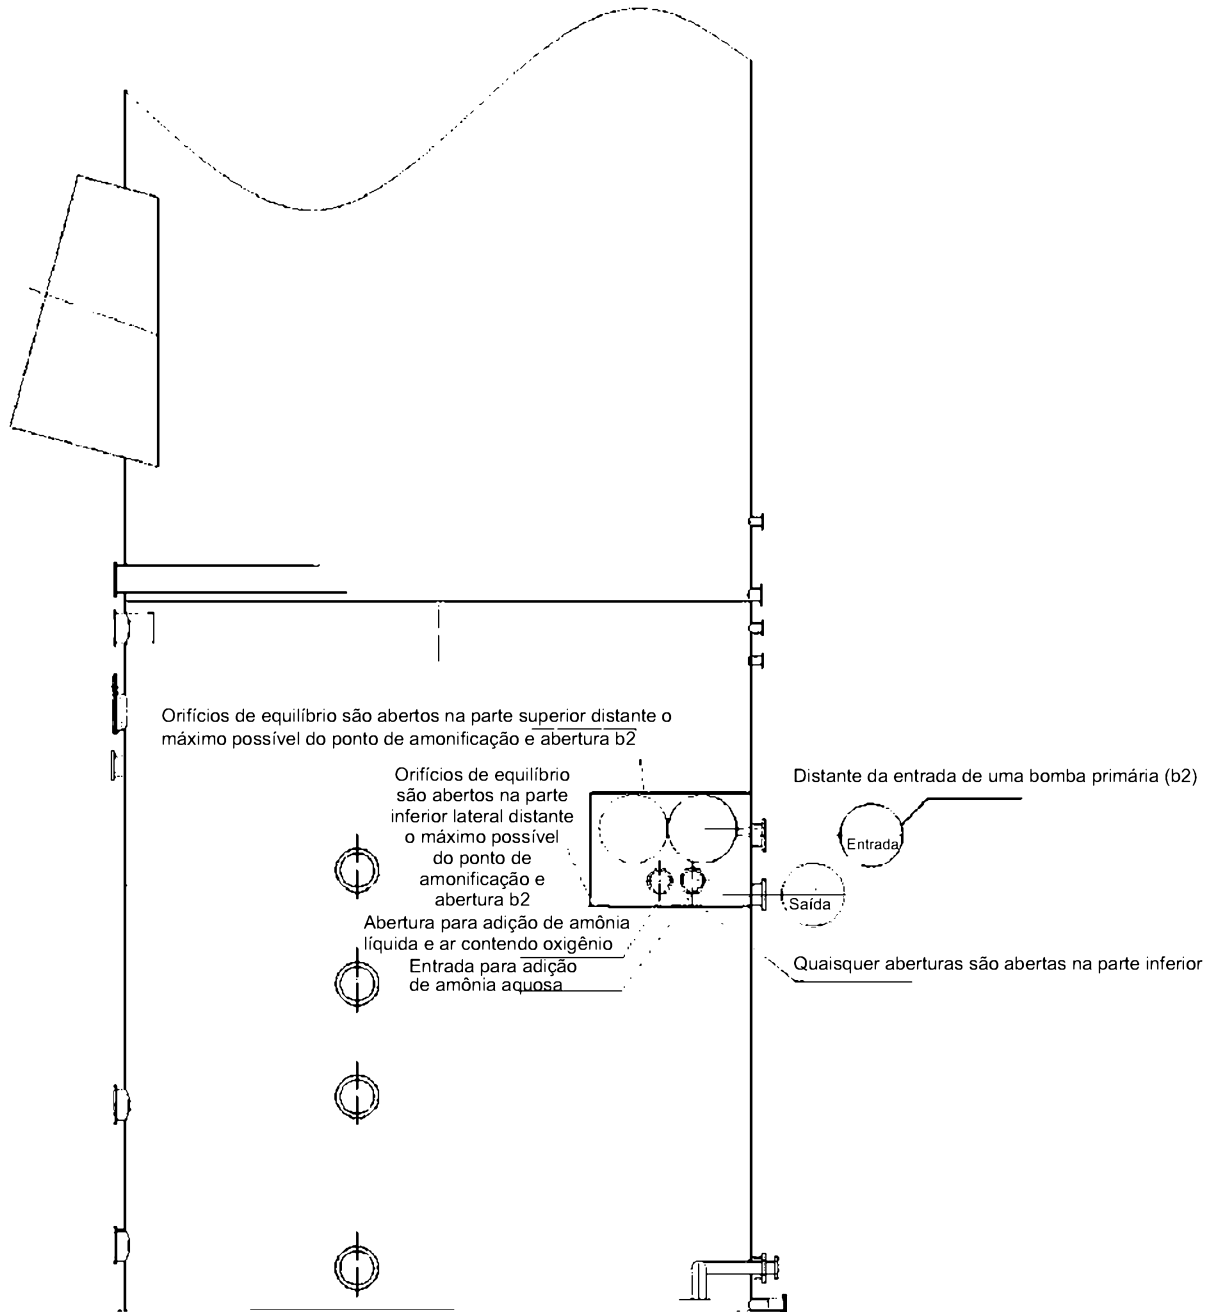 Orifícios de equilíbrio são abertos na parte superior distante o
máximo possível do ponto de amonificação e abertura b2
Orifícios de equilíbrio
são abertos na parte
inferior lateral distante
o máximo possível
do ponto de
amonificação e
abertura b2
Abertura para adição de amônia
líquida e ar contendo oxigênio
Entrada para adição
de amônia aquosa
Distante da entrada de uma bomba primária (b2)
Entrada
Saída
Quaisquer aberturas são abertas na parte inferior